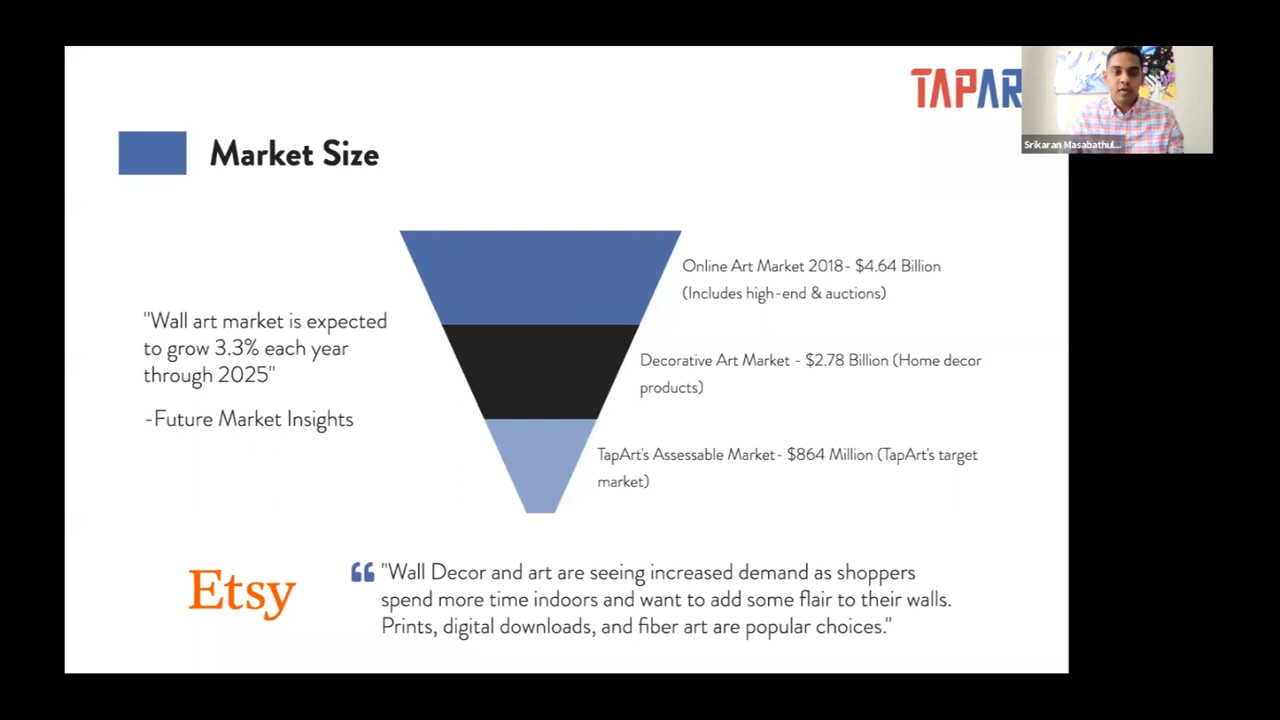 TAPAR
Srikaran Masabathul...
Market Size
Online Art Market 2018- $4.64 Billion
(Includes high-end & auctions)
"Wall art market is expected
to grow 3.3% each year
through 2025"
-Future Market Insights
Decorative Art Market - $2.78 Billion (Home decor
products)
TapArt's Assessable Market- $864 Million (TapArt's target
market)
Etsy
"Wall Decor and art are seeing increased demand as shoppers
spend more time indoors and want to add some flair to their walls.
Prints, digital downloads, and fiber art are popular choices."